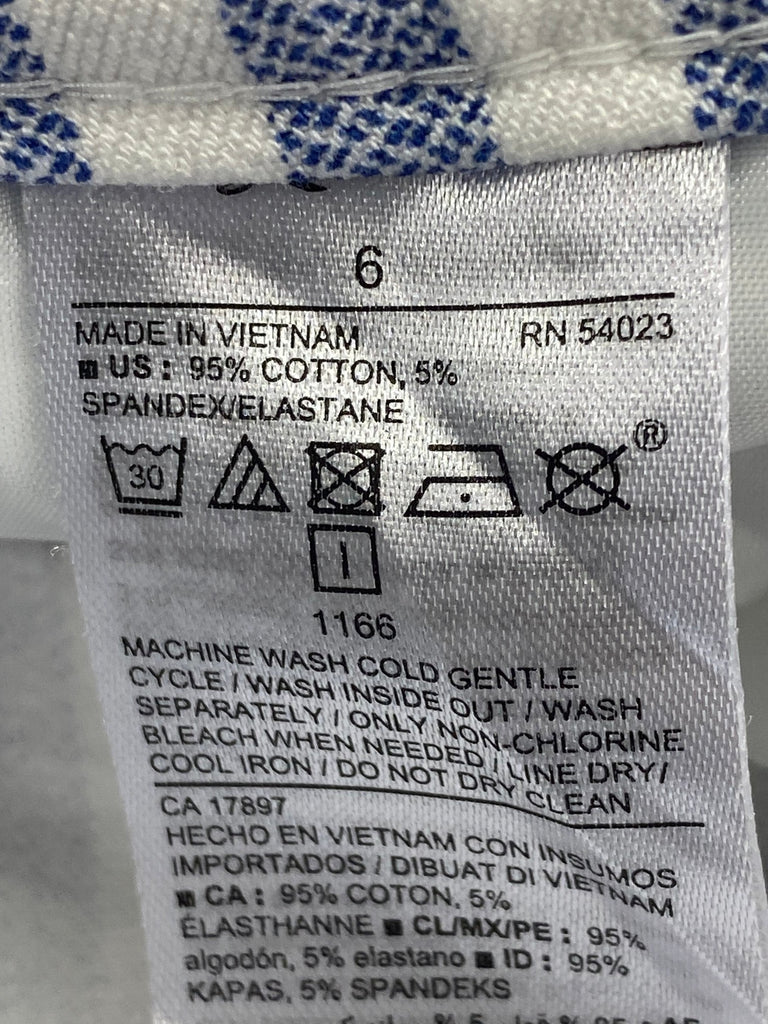 6
MADE IN VIETNAM RN 54023
US : 95% COTTON, 5%
SPANDEX/ELASTANE
30 ®
1166
MACHINE WASH COLD GENTLE
CYCLE / WASH INSIDE OUT / WASH
SEPARATELY / ONLY NON-CHLORINE
BLEACH WHEN NEEDED / LINE DRY/
COOL IRON / DO NOT DRY CLEAN
CA 17897
HECHO EN VIETNAM CON INSUMOS
IMPORTADOS / DIBUAT DI VIETNAM
■ CA : 95% COTON, 5%
ÉLASTHANNE ■ CL/MX/PE : 95%
algodón, 5% elastano ■ ID : 95%
KAPAS, 5% SPANDEKS